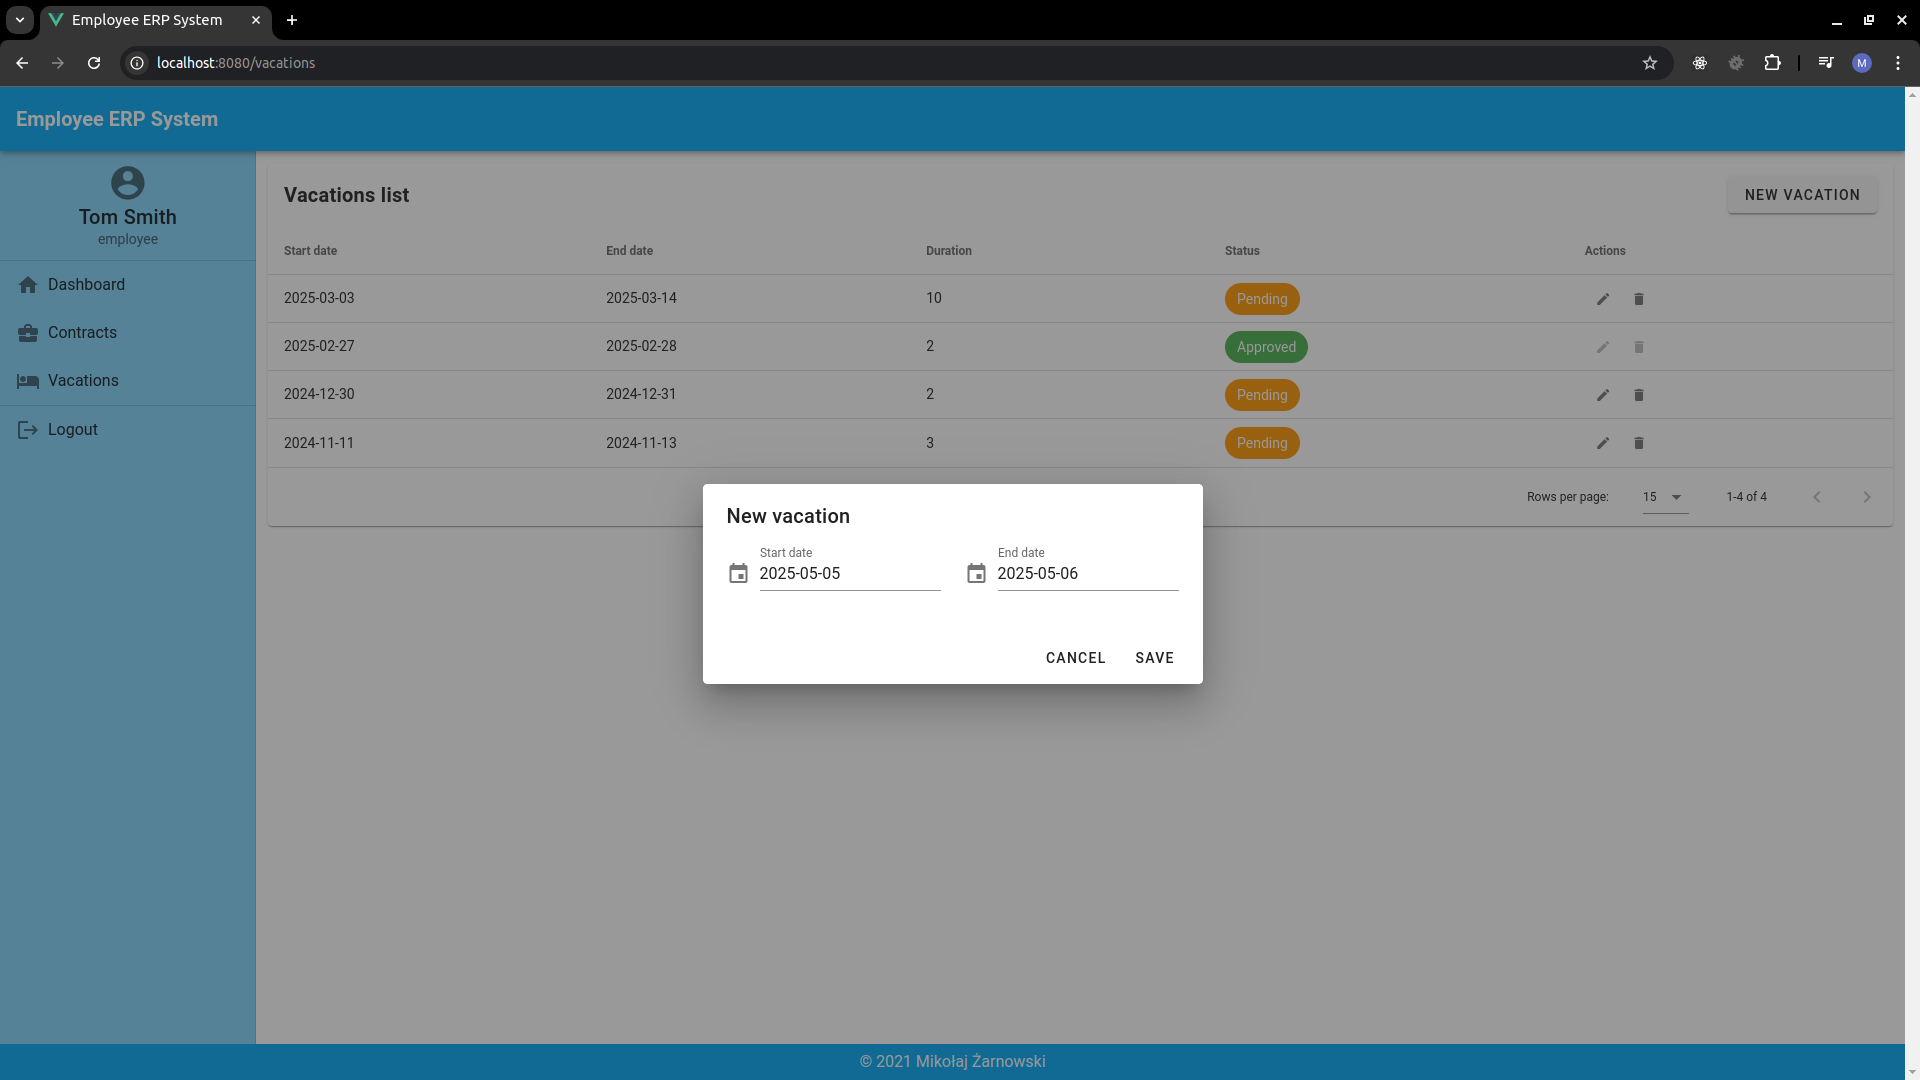 Employee ERP System
localhost:8080/vacations
M
Employee ERP System
Tom Smith
employee
Dashboard
Contracts
Vacations
Logout
Vacations list
NEW VACATION
Start date End date Duration Status Actions
2025-03-03 2025-03-14 10 Pending
2025-02-27 2025-02-28 2 Approved
2024-12-30 2024-12-31 2 Pending
2024-11-11 2024-11-13 3 Pending
Rows per page: 15 1-4 of 4
New vacation
Start date End date
2025-05-05 2025-05-06
CANCEL SAVE
© 2021 Mikołaj Żarnowski